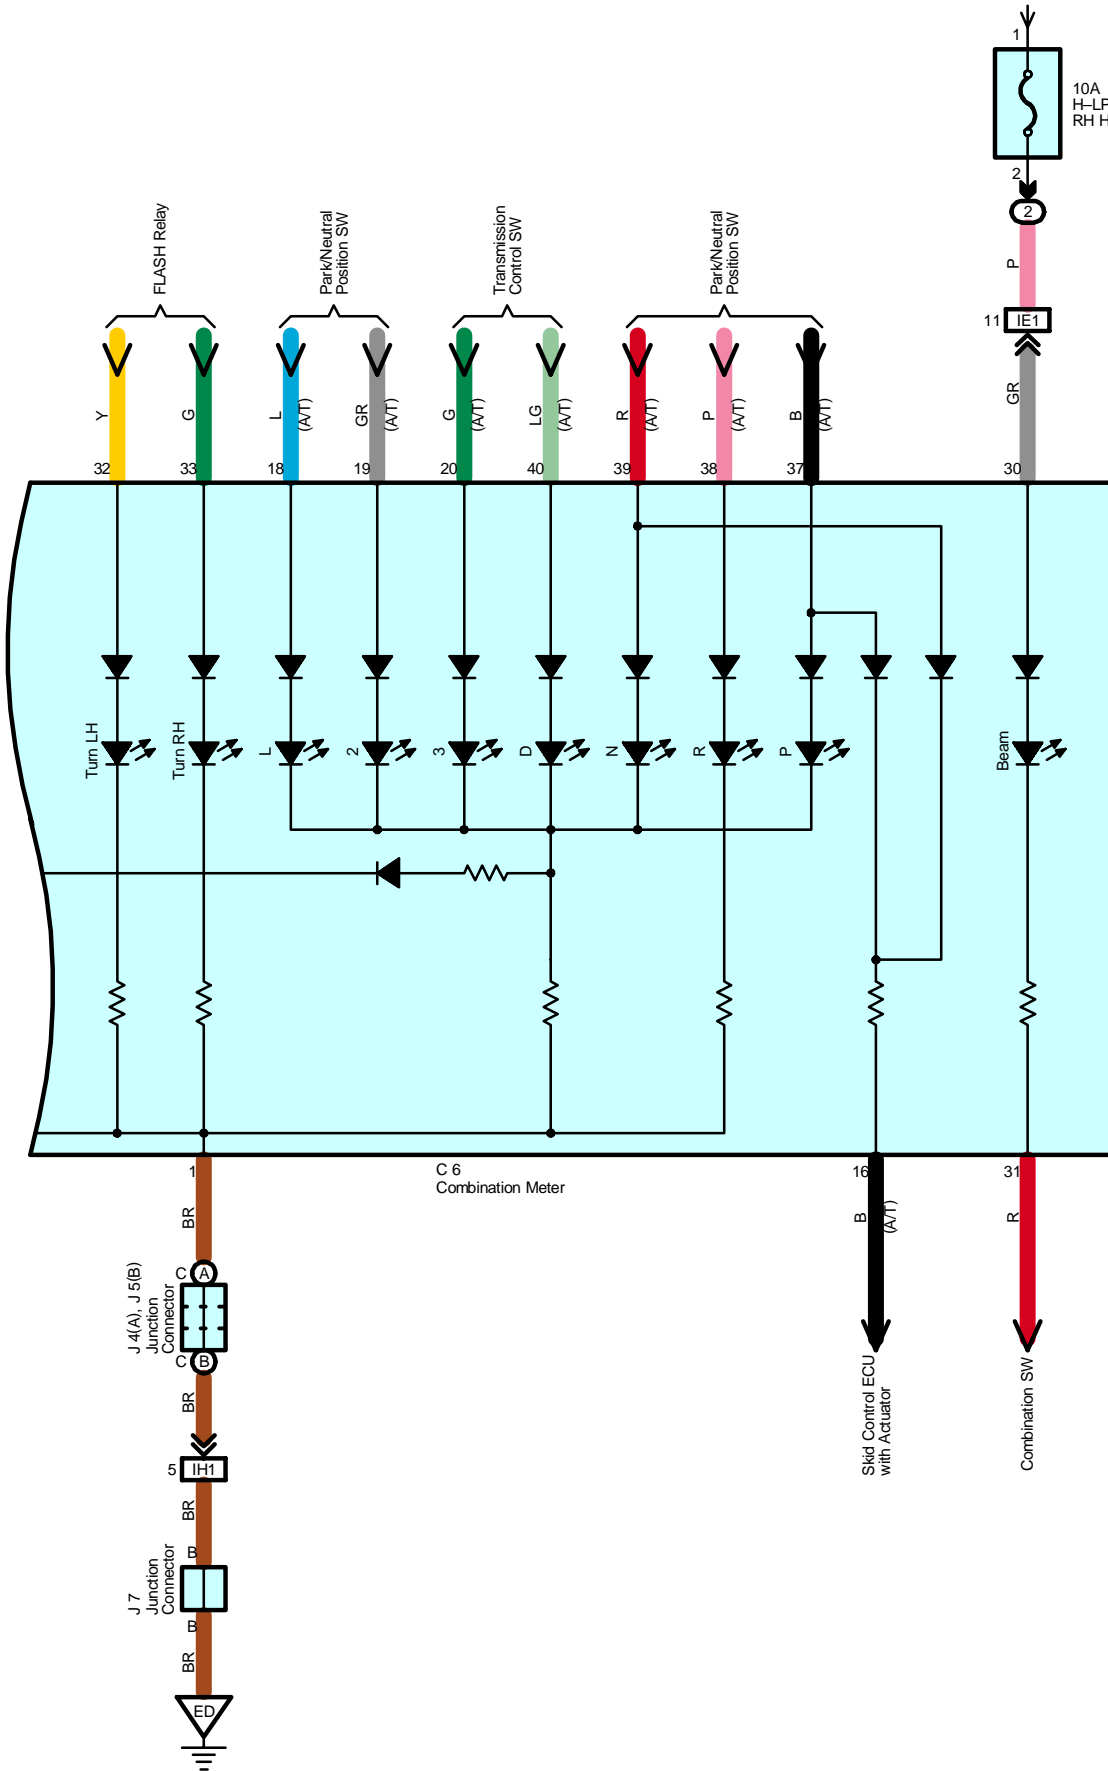 1
10A
H–LP
RH H
2
2
P
11 IE1
GR
FLASH Relay
Park/Neutral
Position SW
Transmission
Control SW
Park/Neutral
Position SW
Y
G
L
(A/T)
GR
(A/T)
G
(A/T)
LG
(A/T)
R
(A/T)
P
(A/T)
B
(A/T)
32 33 18 19 20 40 39 38 37 30
Turn LH
Turn RH
L
2
3
D
N
R
P
Beam
1
C 6
Combination Meter
16
31
BR
B
(A/T)
R
C A
J 4(A), J 5(B)
Junction
Connector
C B
BR
Skid Control ECU
with Actuator
Combination SW
5 IH1
BR
B
J 7
Junction
Connector
B
BR
ED